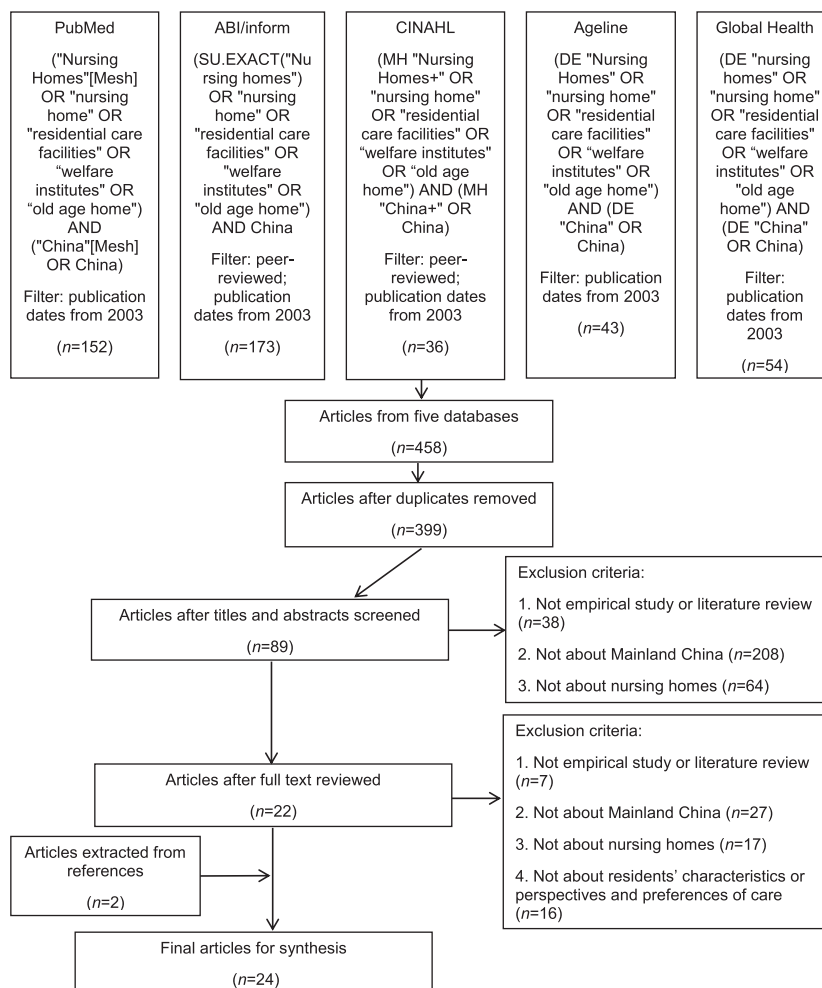 PubMed
("Nursing
Homes"[Mesh]
OR "nursing
home" OR
"residential care
facilities" OR
“welfare
institutes" OR
“old age home")
AND
("China"[Mesh]
OR China)
Filter: publication
dates from 2003
(n=152)
ABI/inform
(SU.EXACT("Nu
rsing homes")
OR "nursing
home" OR
"residential care
facilities" OR
"welfare
institutes" OR
"old age home")
AND China
Filter: peer-
reviewed;
publication
dates from 2003
(n=173)
CINAHL
(MH "Nursing
Homes+" OR
"nursing home"
OR "residential
care facilities" OR
“welfare institutes"
OR “old age
home") AND (MH
"China+" OR
China)
Filter: peer-
reviewed;
publication dates
from 2003
(n=36)
Ageline
(DE "Nursing
Homes" OR
"nursing home"
OR "residential
care facilities"
OR “welfare
institutes" OR
"old age home")
AND (DE
"China" OR
China)
Filter: publication
dates from 2003
(n=43)
Global Health
(DE "nursing
homes" OR
"nursing home"
OR "residential
care facilities"
OR “welfare
institutes" OR
"old age
home") AND
(DE "China"
OR China)
Filter:
publication
dates from
2003
(n=54)
Articles from five databases
(n=458)
Articles after duplicates removed
(n=399)
Articles after titles and abstracts screened
(n=89)
Exclusion criteria:
1. Not empirical study or literature review
(n=38)
2. Not about Mainland China (n=208)
3. Not about nursing homes (n=64)
Articles after full text reviewed
(n=22)
Exclusion criteria:
1. Not empirical study or literature review
(n=7)
2. Not about Mainland China (n=27)
3. Not about nursing homes (n=17)
4. Not about residents’ characteristics or
perspectives and preferences of care
(n=16)
Articles extracted from
references
(n=2)
Final articles for synthesis
(n=24)